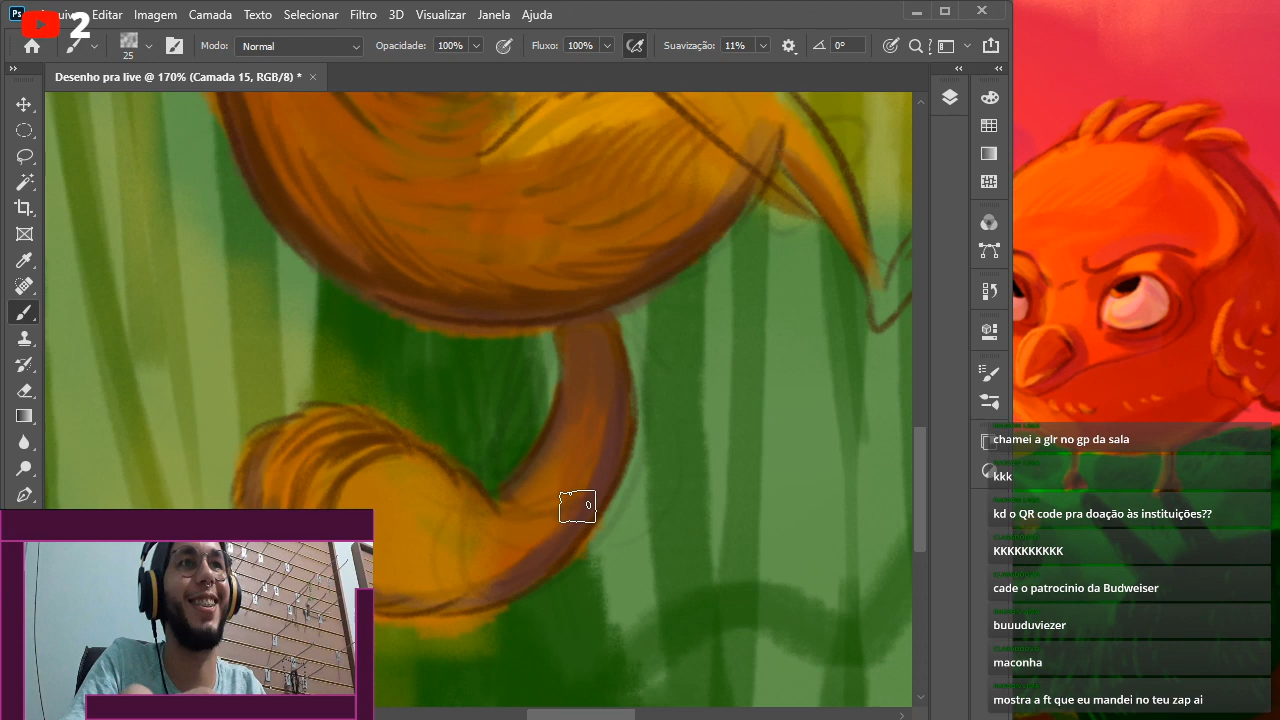 Ps
Editar Imagem Camada Texto Selecionar Filtro 3D Visualizar Janela Ajuda
2
25
Modo: Normal Opacidade: 100% Fluxo: 100% Suavização: 11% 0°
Desenho pra live @ 170% (Camada 15, RGB/8) *
chamei a glr no gp da sala
kkk
kd o QR code pra doação às instituições??
KKKKKKKKKK
cade o patrocinio da Budweiser
buuuduviezer
maconha
mostra a ft que eu mandei no teu zap ai